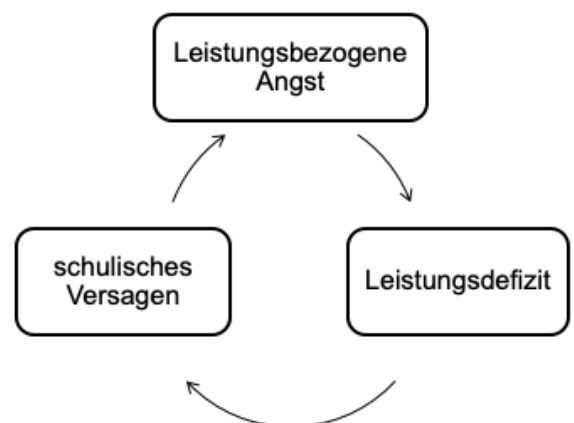 Leistungsbezogene
Angst
schulisches
Versagen
Leistungsdefizit